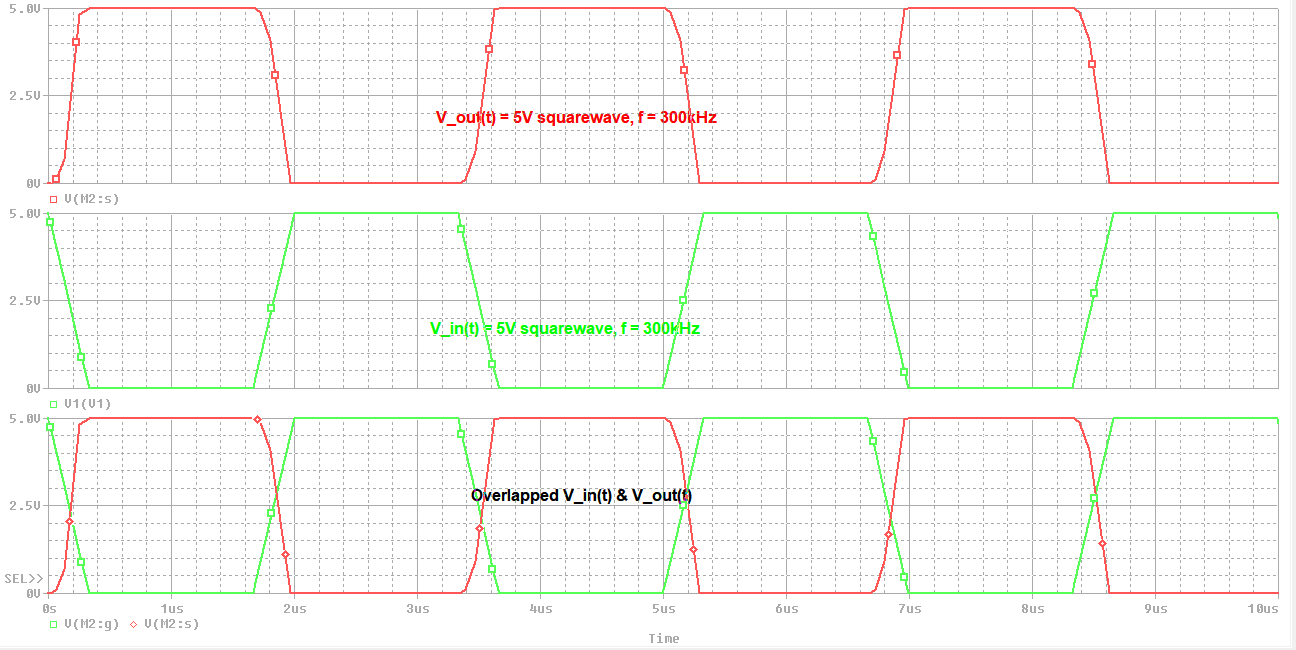 5.0V
2.5V
V_out(t) = 5V squarewave, f = 300kHz
0V
V(M2:s)
5.0V
2.5V
V_in(t) = 5V squarewave, f = 300kHz
0V
V1(V1)
5.0V
2.5V
Overlapped V_in(t) & V_out(t)
SEL>>
0V
0s 1us 2us 3us 4us 5us 6us 7us 8us 9us 10us
V(M2:g) V(M2:s)
Time